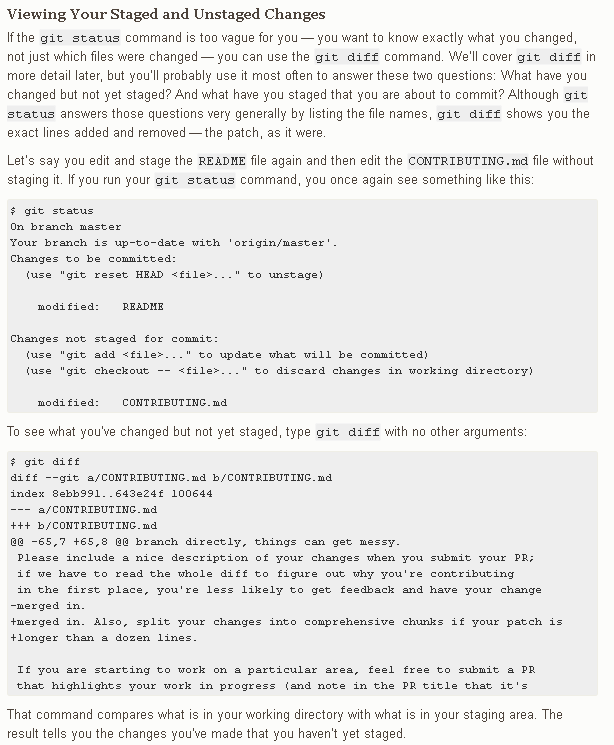 Viewing Your Staged and Unstaged Changes
If the git status command is too vague for you — you want to know exactly what you changed,
not just which files were changed — you can use the git diff command. We'll cover git diff in
more detail later, but you'll probably use it most often to answer these two questions: What have you
changed but not yet staged? And what have you staged that you are about to commit? Although git
status answers those questions very generally by listing the file names, git diff shows you the
exact lines added and removed — the patch, as it were.
Let's say you edit and stage the README file again and then edit the CONTRIBUTING.md file without
staging it. If you run your git status command, you once again see something like this:
$ git status
On branch master
Your branch is up-to-date with 'origin/master'.
Changes to be committed:
  (use "git reset HEAD <file>..." to unstage)

    modified:   README

Changes not staged for commit:
  (use "git add <file>..." to update what will be committed)
  (use "git checkout -- <file>..." to discard changes in working directory)

    modified:   CONTRIBUTING.md
To see what you've changed but not yet staged, type git diff with no other arguments:
$ git diff
diff --git a/CONTRIBUTING.md b/CONTRIBUTING.md
index 8ebb991..643e24f 100644
--- a/CONTRIBUTING.md
+++ b/CONTRIBUTING.md
@@ -65,7 +65,8 @@ branch directly, things can get messy.
 Please include a nice description of your changes when you submit your PR;
 if we have to read the whole diff to figure out why you're contributing
 in the first place, you're less likely to get feedback and have your change
-merged in.
+merged in. Also, split your changes into comprehensive chunks if your patch is
+longer than a dozen lines.

 If you are starting to work on a particular area, feel free to submit a PR
 that highlights your work in progress (and note in the PR title that it's
That command compares what is in your working directory with what is in your staging area. The
result tells you the changes you've made that you haven't yet staged.